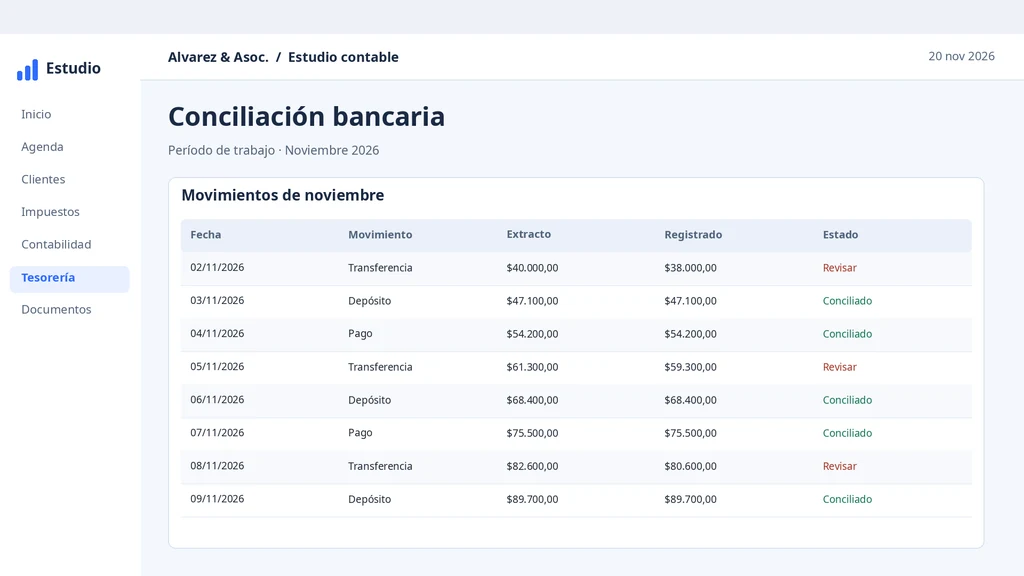 Estudio
Alvarez & Asoc. / Estudio contable
20 nov 2026
Inicio
Agenda
Clientes
Impuestos
Contabilidad
Tesorería
Documentos
Conciliación bancaria
Período de trabajo · Noviembre 2026
Movimientos de noviembre
Fecha Movimiento Extracto Registrado Estado
02/11/2026 Transferencia $40.000,00 $38.000,00 Revisar
03/11/2026 Depósito $47.100,00 $47.100,00 Conciliado
04/11/2026 Pago $54.200,00 $54.200,00 Conciliado
05/11/2026 Transferencia $61.300,00 $59.300,00 Revisar
06/11/2026 Depósito $68.400,00 $68.400,00 Conciliado
07/11/2026 Pago $75.500,00 $75.500,00 Conciliado
08/11/2026 Transferencia $82.600,00 $80.600,00 Revisar
09/11/2026 Depósito $89.700,00 $89.700,00 Conciliado